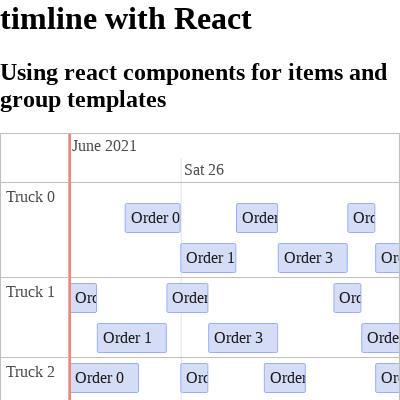 timline with React
Using react components for items and
group templates
June 2021
Sat 26
Truck 0
Order 0 Order Orc
Order 1 Order 3 Or
Truck 1
Orc Order Orc
Order 1 Order 3 Orde
Truck 2
Order 0 Orc Order Or